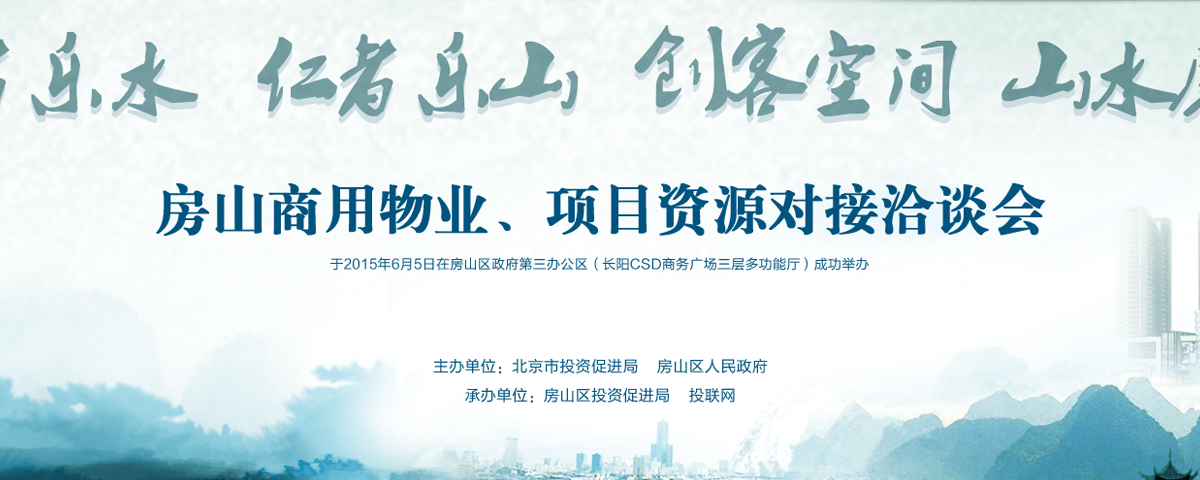 乐水 仁者乐山 创客空间 山水
房山商用物业、项目资源对接洽谈会
于2015年6月5日在房山区政府第三办公区（长阳CSD商务广场三层多功能厅）成功举办
主办单位：北京市投资促进局 房山区人民政府
承办单位：房山区投资促进局 投联网